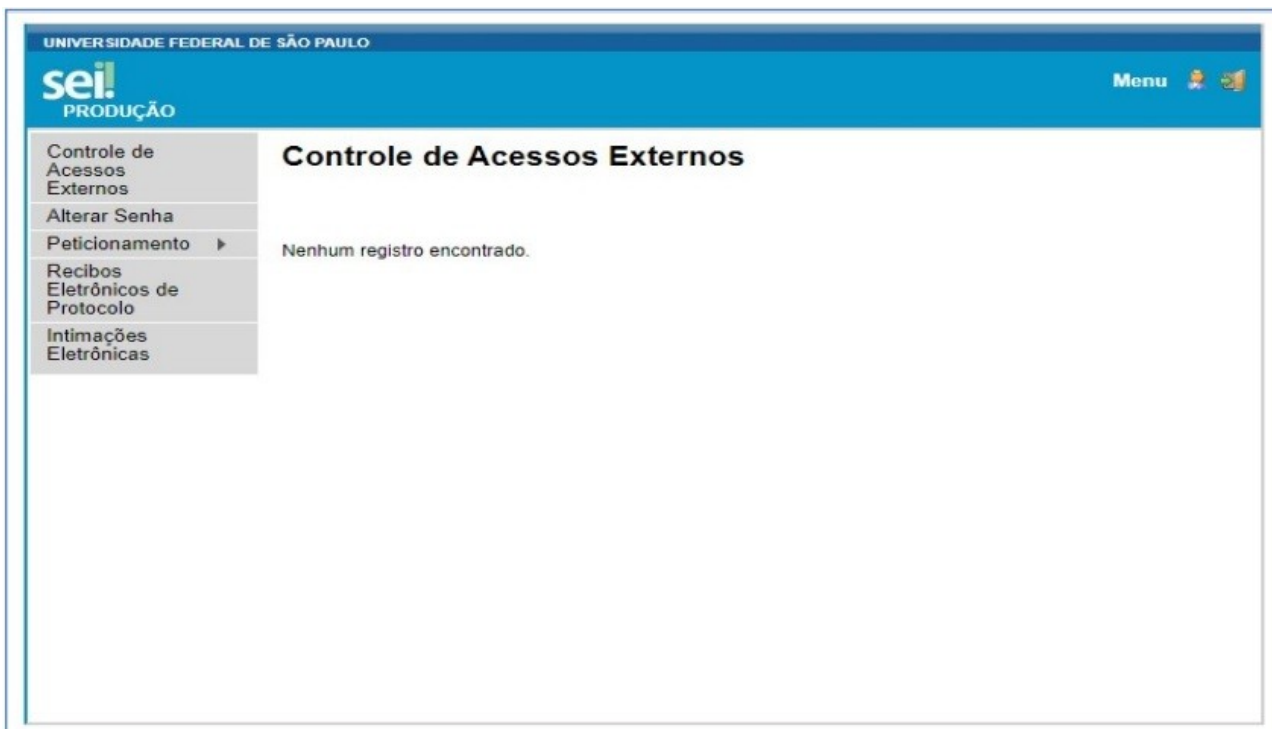 UNIVERSIDADE FEDERAL DE SÃO PAULO
sei!
PRODUÇÃO
Menu
Controle de
Acessos
Externos
Alterar Senha
Peticionamento
Recibos
Eletrônicos de
Protocolo
Intimações
Eletrônicas
Controle de Acessos Externos
Nenhum registro encontrado.